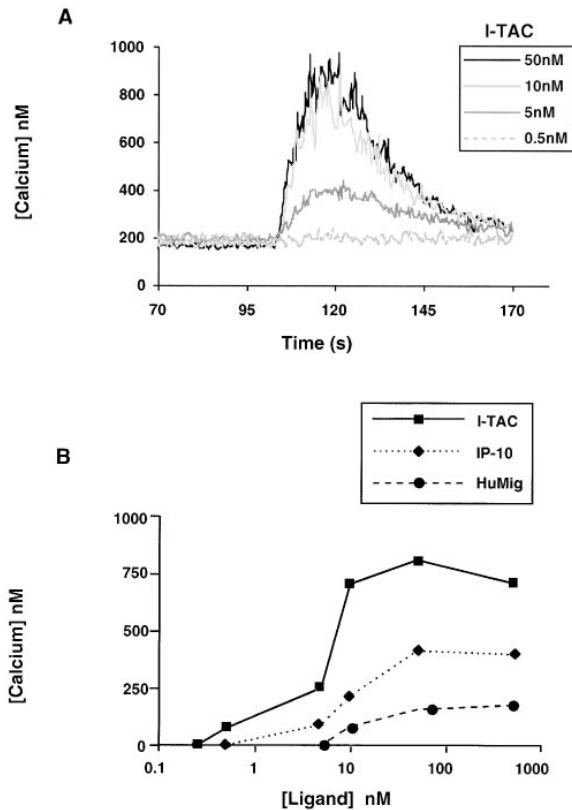 A
I-TAC
50nM
10nM
5nM
0.5nM
[Calcium] nM
1000
800
600
400
200
0
70 95 120 145 170
Time (s)
B
I-TAC
IP-10
HuMig
[Calcium] nM
1000
750
500
250
0
0.1 1 10 100 1000
[Ligand] nM